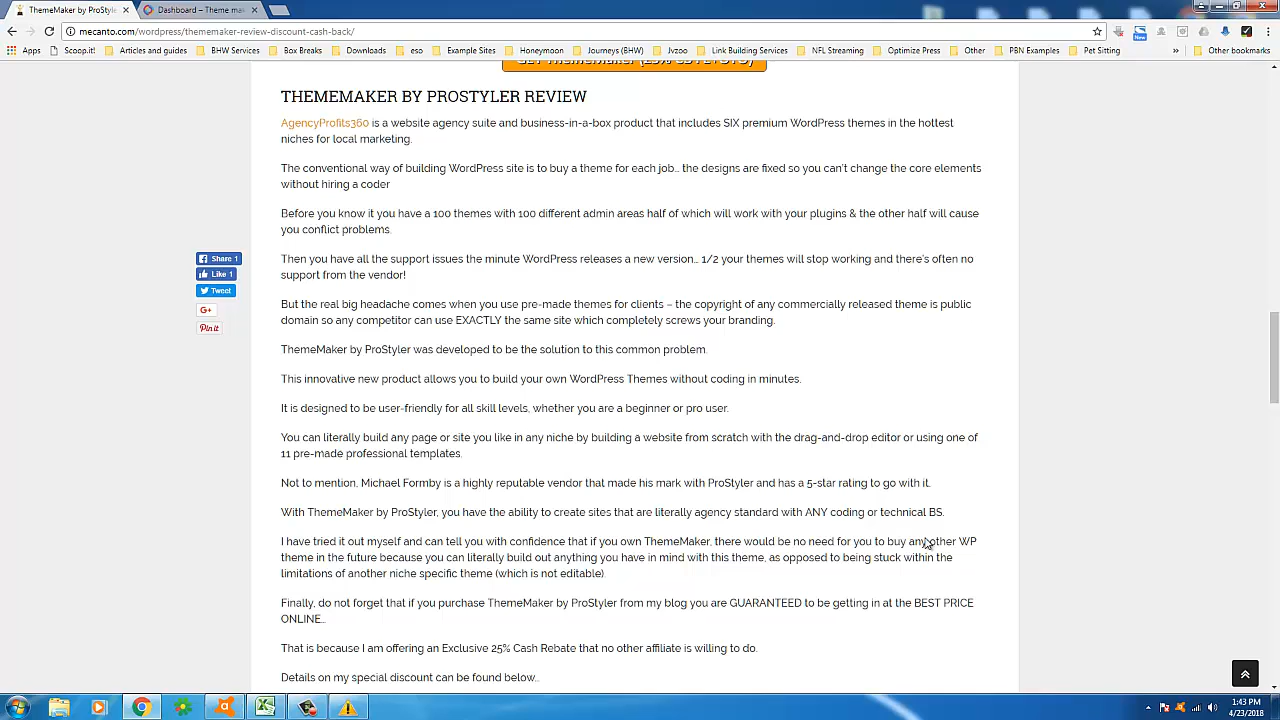 ThemeMaker by ProStyle
Dashboard – Theme ma
mecanto.com/wordpress/thememaker-review-discount-cash-back/
Apps Scoop.it! Articles and guides BHW Services Box Breaks Downloads eso Example Sites Honeymoon Journeys (BHW) Jvzoo Link Building Services NFL Streaming Optimize Press Other PBN Examples Pet Sitting » Other bookmarks
THEMEMAKER BY PROSTYLER REVIEW
AgencyProfits360 is a website agency suite and business-in-a-box product that includes SIX premium WordPress themes in the hottest
niches for local marketing.
The conventional way of building WordPress site is to buy a theme for each job… the designs are fixed so you can't change the core elements
without hiring a coder
Before you know it you have a 100 themes with 100 different admin areas half of which will work with your plugins & the other half will cause
you conflict problems.
Then you have all the support issues the minute WordPress releases a new version… 1/2 your themes will stop working and there's often no
support from the vendor!
But the real big headache comes when you use pre-made themes for clients – the copyright of any commercially released theme is public
domain so any competitor can use EXACTLY the same site which completely screws your branding.
ThemeMaker by ProStyler was developed to be the solution to this common problem.
This innovative new product allows you to build your own WordPress Themes without coding in minutes.
It is designed to be user-friendly for all skill levels, whether you are a beginner or pro user.
You can literally build any page or site you like in any niche by building a website from scratch with the drag-and-drop editor or using one of
11 pre-made professional templates.
Not to mention, Michael Formby is a highly reputable vendor that made his mark with ProStyler and has a 5-star rating to go with it.
With ThemeMaker by ProStyler, you have the ability to create sites that are literally agency standard with ANY coding or technical BS.
I have tried it out myself and can tell you with confidence that if you own ThemeMaker, there would be no need for you to buy another WP
theme in the future because you can literally build out anything you have in mind with this theme, as opposed to being stuck within the
limitations of another niche specific theme (which is not editable)
Finally, do not forget that if you purchase ThemeMaker by ProStyler from my blog you are GUARANTEED to be getting in at the BEST PRICE
ONLINE…
That is because I am offering an Exclusive 25% Cash Rebate that no other affiliate is willing to do.
Details on my special discount can be found below…
Share 1
Like 1
Tweet
G+
Pin it
New
1:43 PM
4/23/2018